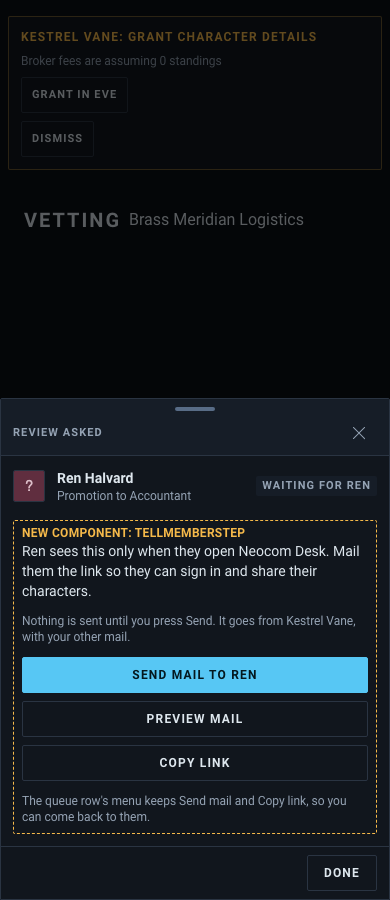 KESTREL VANE: GRANT CHARACTER DETAILS
Broker fees are assuming 0 standings
GRANT IN EVE
DISMISS
VETTING Brass Meridian Logistics
REVIEW ASKED
?
Ren Halvard
Promotion to Accountant
WAITING FOR REN
NEW COMPONENT: TELLMEMBERSTEP
Ren sees this only when they open Neocom Desk. Mail
them the link so they can sign in and share their
characters.
Nothing is sent until you press Send. It goes from Kestrel Vane,
with your other mail.
SEND MAIL TO REN
PREVIEW MAIL
COPY LINK
The queue row's menu keeps Send mail and Copy link, so you
can come back to them.
DONE